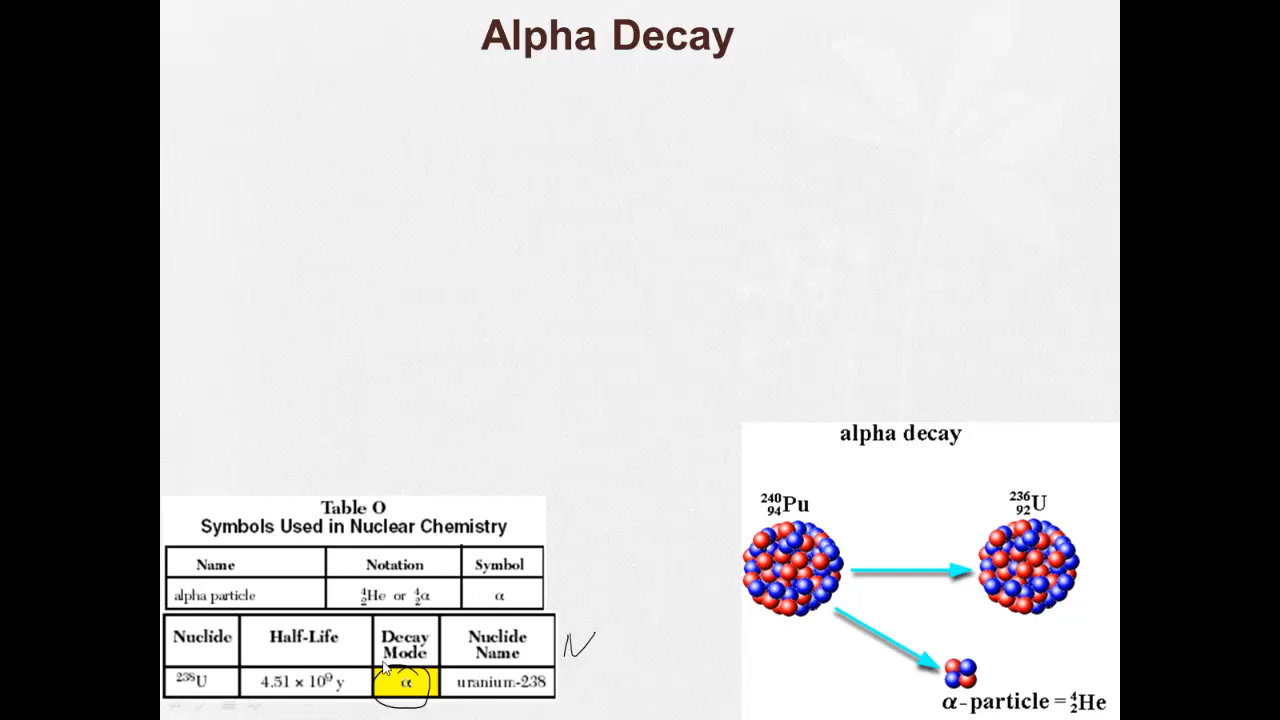 Alpha Decay
Table O
Symbols Used in Nuclear Chemistry
Name Notation Symbol
alpha particle ⁴₂He or ⁴₂α α
Nuclide Half-Life Decay Mode Nuclide Name
²³⁸U 4.51 × 10⁹ y α uranium-238
N
alpha decay
²⁴⁰₉₄Pu ²³⁶₉₂U
α-particle = ⁴₂He